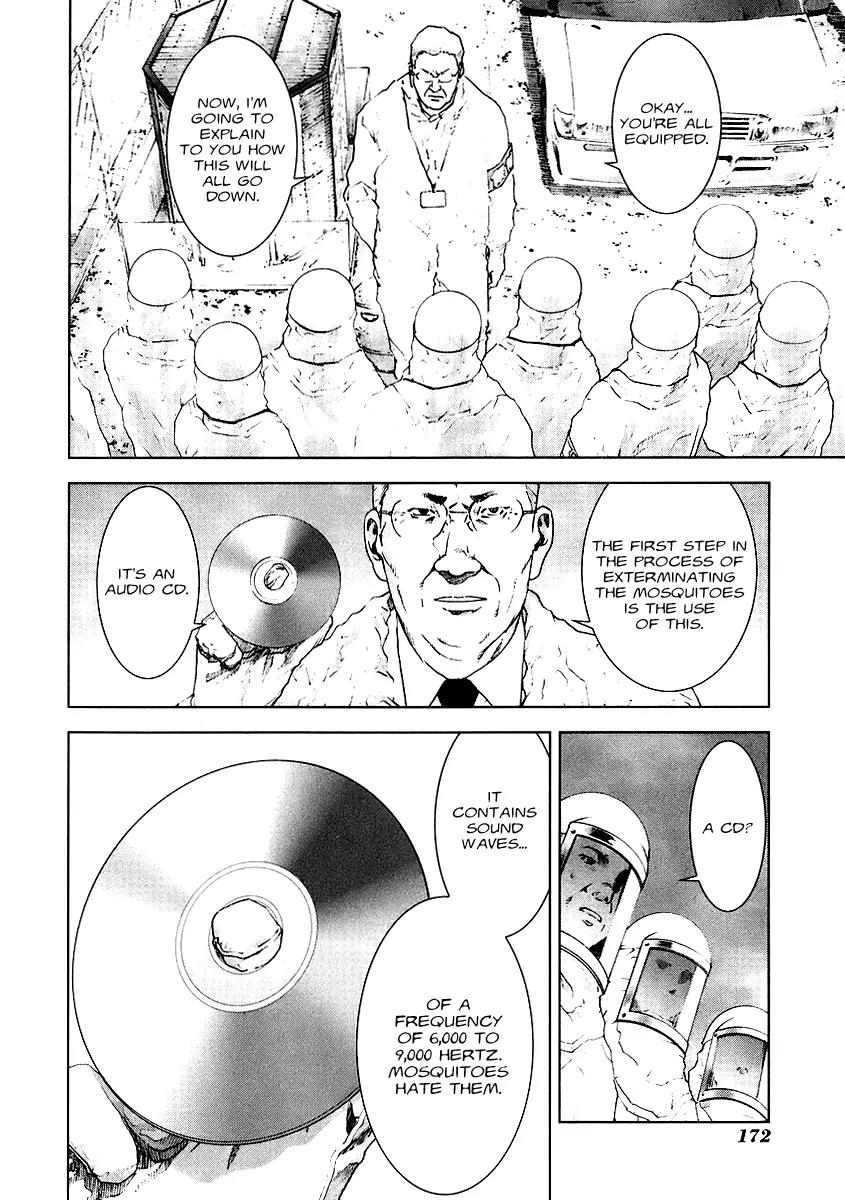 OKAY...
YOU'RE ALL
EQUIPPED.
NOW, I'M
GOING TO
EXPLAIN
TO YOU HOW
THIS WILL
ALL GO
DOWN.
THE FIRST STEP IN
THE PROCESS OF
EXTERMINATING
THE MOSQUITOES
IS THE USE
OF THIS.
IT'S AN
AUDIO CD.
A CD?
IT
CONTAINS
SOUND
WAVES...
OF A
FREQUENCY
OF 6,000 TO
9,000 HERTZ.
MOSQUITOES
HATE THEM.
172